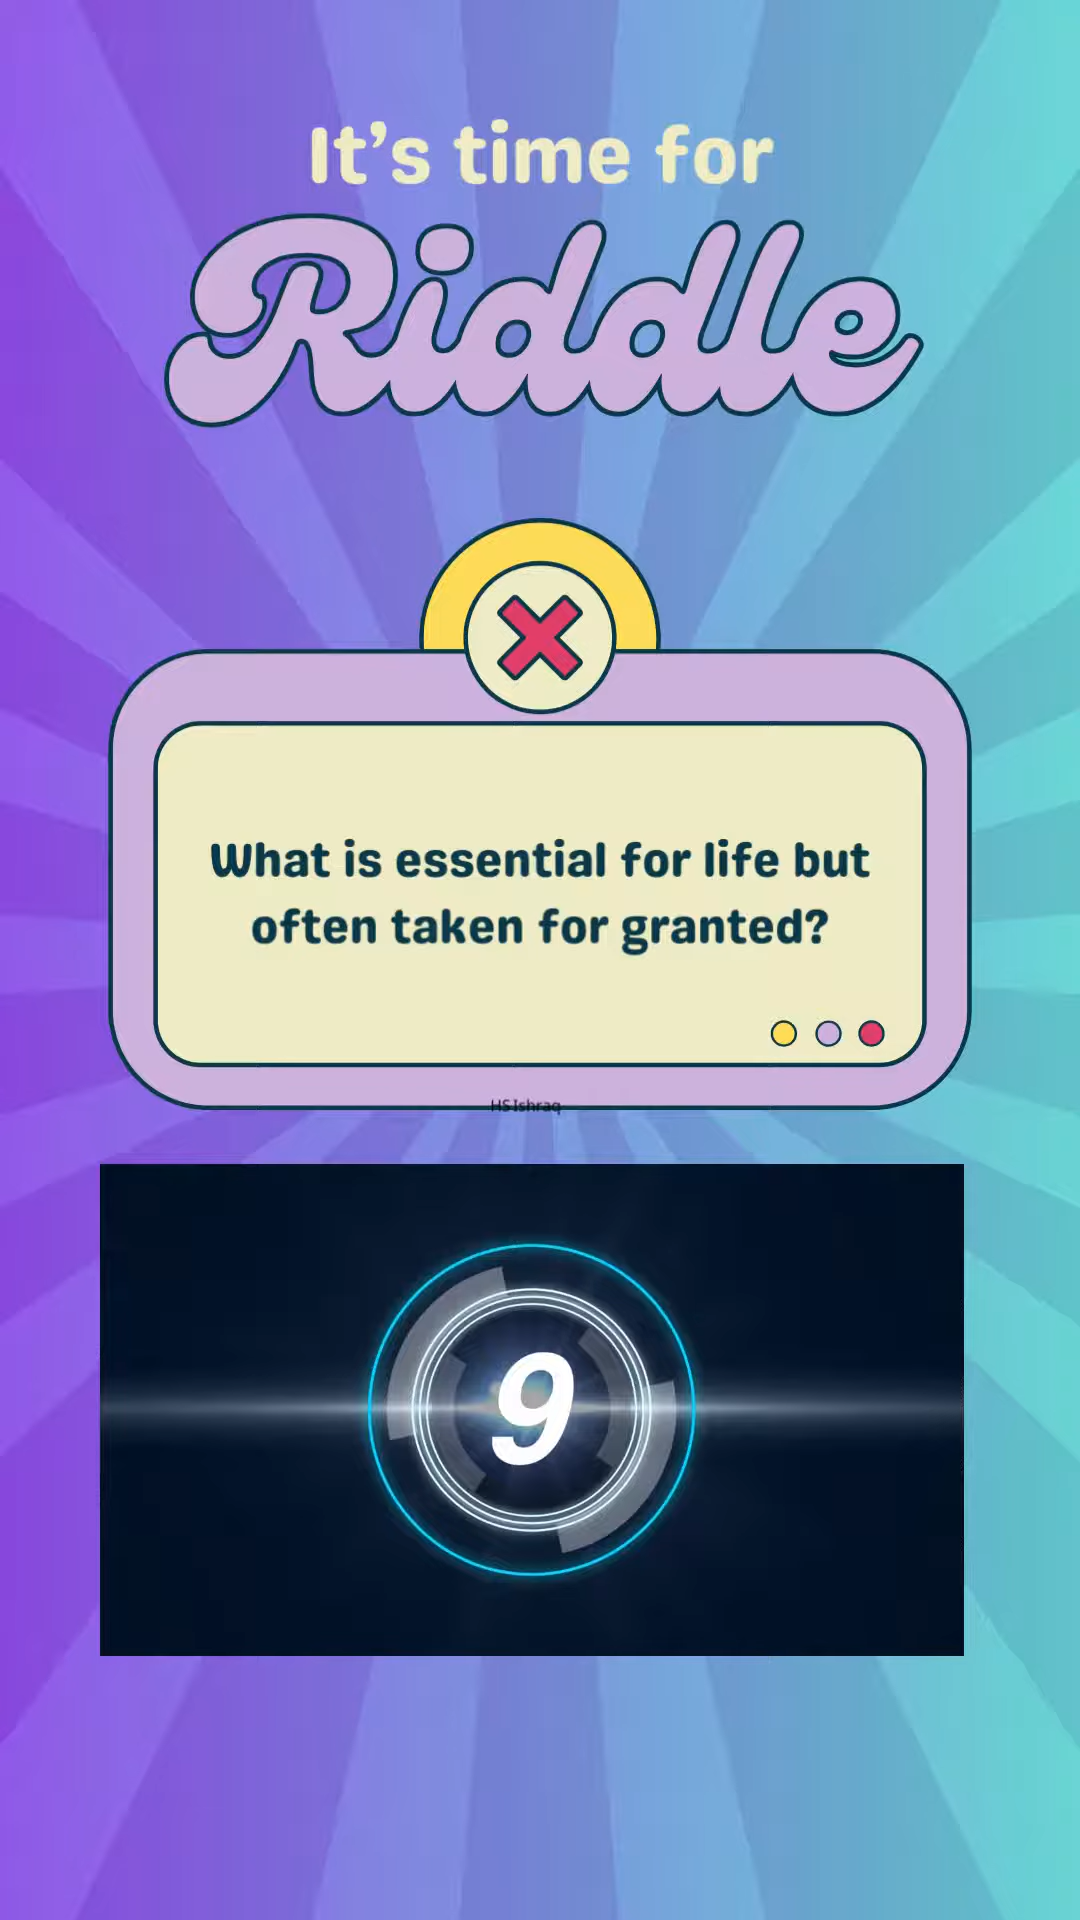 It's time for
Riddle
What is essential for life but
often taken for granted?
HS Ishraq
9